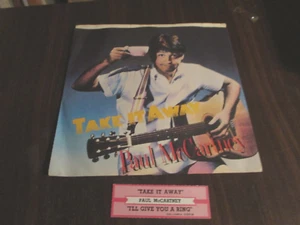 TAKE IT AWAY
Paul McCartney
"TAKE IT AWAY"
PAUL McCARTNEY
"I'LL GIVE YOU A RING"